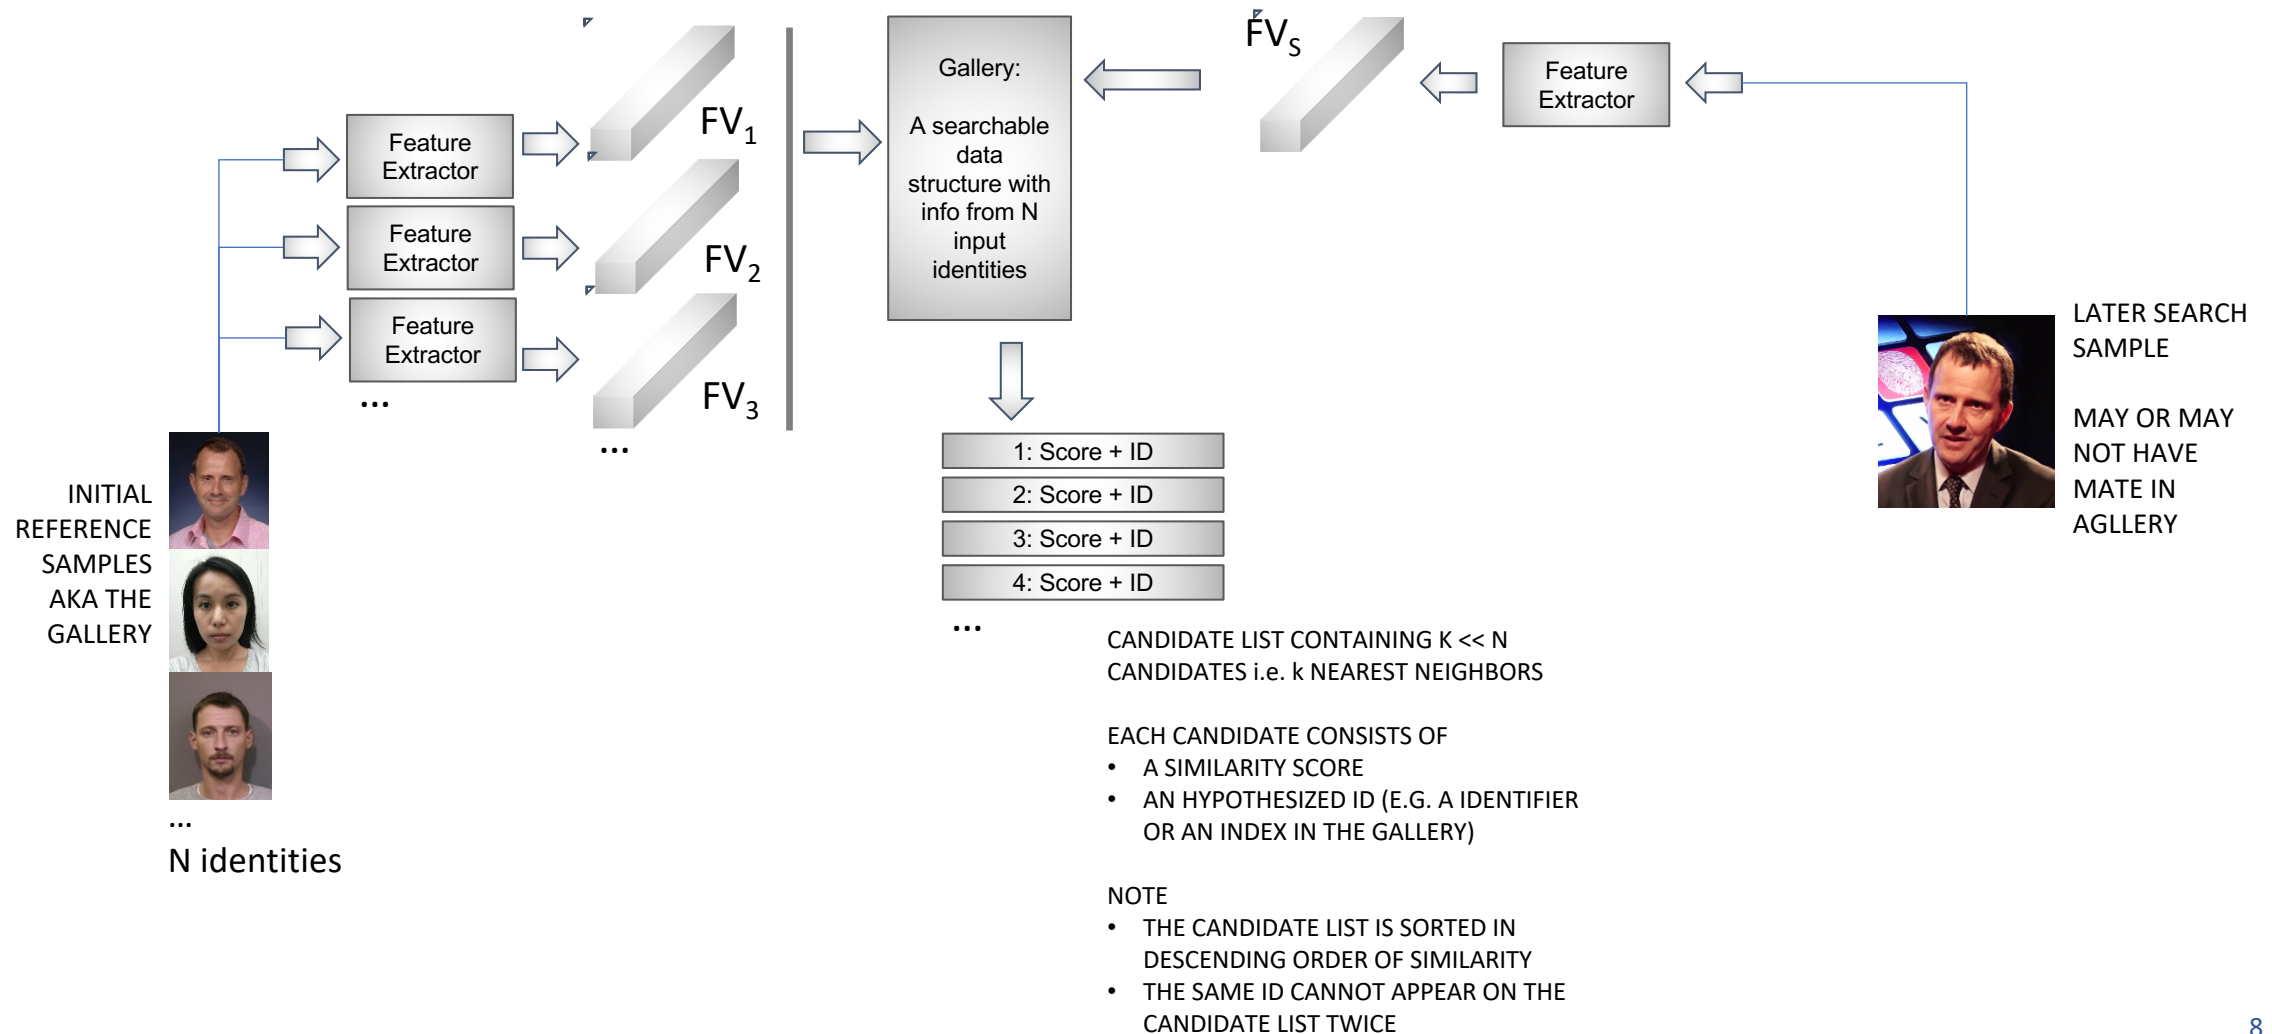 Feature
Extractor
Feature
Extractor
Feature
Extractor
...
FV1
FV2
FV3
...
Gallery:
A searchable
data
structure with
info from N
input
identities
FVS
Feature
Extractor
INITIAL
REFERENCE
SAMPLES
AKA THE
GALLERY
...
N identities
1: Score + ID
2: Score + ID
3: Score + ID
4: Score + ID
...
LATER SEARCH
SAMPLE
MAY OR MAY
NOT HAVE
MATE IN
AGLLERY
CANDIDATE LIST CONTAINING K << N
CANDIDATES i.e. k NEAREST NEIGHBORS
EACH CANDIDATE CONSISTS OF
• A SIMILARITY SCORE
• AN HYPOTHESIZED ID (E.G. A IDENTIFIER
OR AN INDEX IN THE GALLERY)
NOTE
• THE CANDIDATE LIST IS SORTED IN
DESCENDING ORDER OF SIMILARITY
• THE SAME ID CANNOT APPEAR ON THE
CANDIDATE LIST TWICE
8